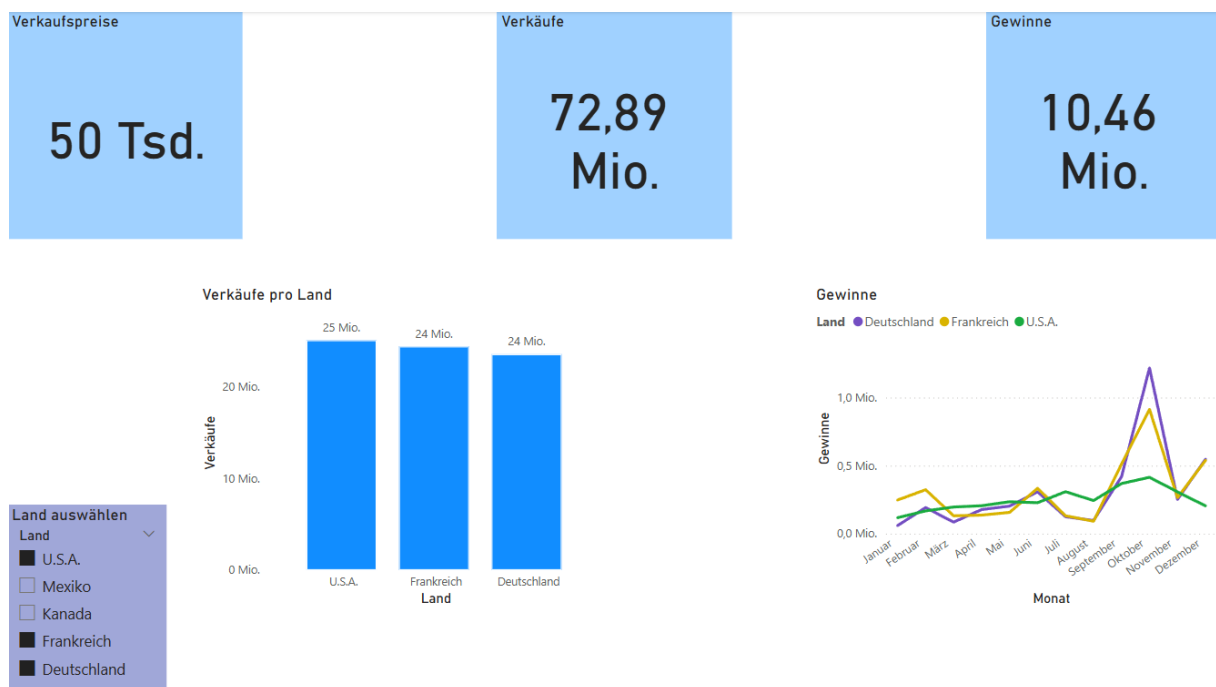 Verkaufspreise
50 Tsd.
Verkäufe
72,89
Mio.
Gewinne
10,46
Mio.
Verkäufe pro Land
25 Mio.
24 Mio.
24 Mio.
20 Mio.
10 Mio.
0 Mio.
Verkäufe
U.S.A.
Frankreich
Deutschland
Land
Gewinne
Land Deutschland Frankreich U.S.A.
1,0 Mio.
0,5 Mio.
0,0 Mio.
Gewinne
Januar
Februar
März
April
Mai
Juni
Juli
August
September
Oktober
November
Dezember
Monat
Land auswählen
Land
U.S.A.
Mexiko
Kanada
Frankreich
Deutschland